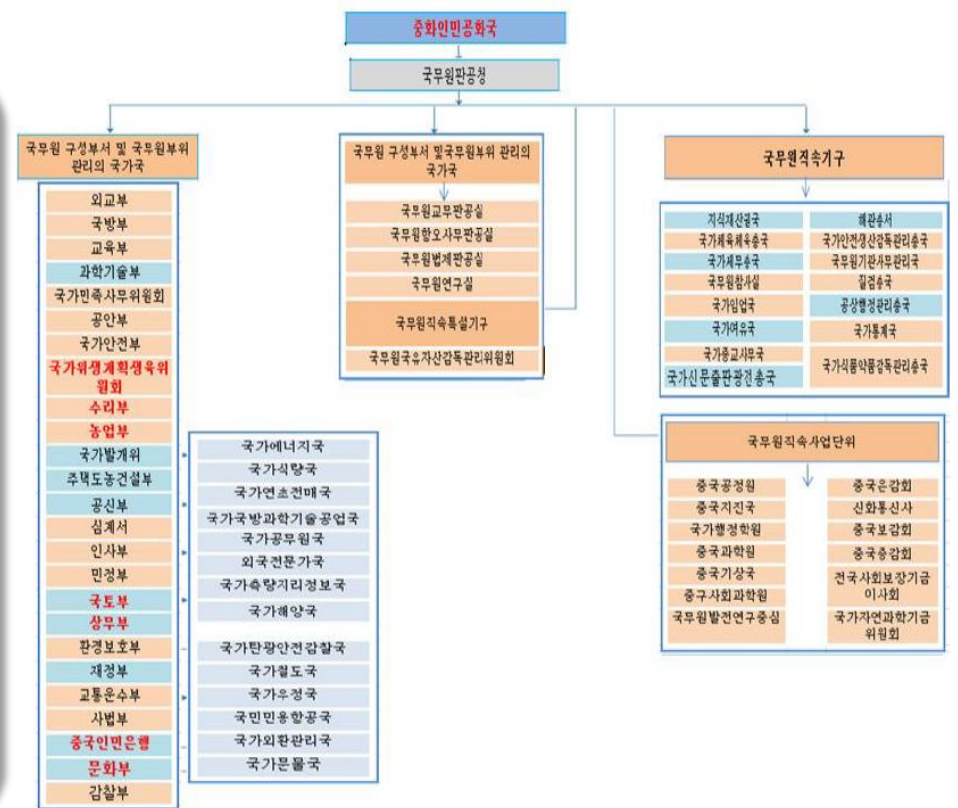 중화인민공화국
국무원판공청
국무원 구성부서 및 국무원부위
관리의 국가국
외교부
국방부
교육부
과학기술부
국가민족사무위원회
공안부
국가안전부
국가위생계획생육위
원회
수리부
농업부
국가발개위
주택도농건설부
공신부
심계서
인사부
민정부
국토부
상무부
환경보호부
재정부
교통운수부
사법부
중국인민은행
문화부
감찰부
국가에너지국
국가식량국
국가연초전매국
국가국방과학기술공업국
국가공무원국
외국전문가국
국가측량지리정보국
국가해양국
국가탄광안전감찰국
국가철도국
국가우정국
국민민용항공국
국가외환관리국
국가문물국
국무원 구성부서 및국무원부위 관리의
국가국
국무원교무판공실
국무원항오사무판공실
국무원법제판공실
국무원연구실
국무원직속특설기구
국무원국유자산감독관리위원회
국무원직속기구
지식재산권국
국가체육체육총국
국가세무총국
국무원참사실
국가임업국
국가여유국
국가종교사무국
국가신문출판광전총국
해관총서
국가안전생산감독관리총국
국무원기관사무관리국
질검총국
공상행정관리총국
국가통계국
국가식품약품감독관리총국
국무원직속사업단위
중국공정원
중국지진국
국가행정학원
중국과학원
중국기상국
중구사회과학원
국무원발전연구중심
중국은감회
신화통신사
중국보감회
중국증감회
전국사회보장기금
이사회
국가자연과학기금
위원회